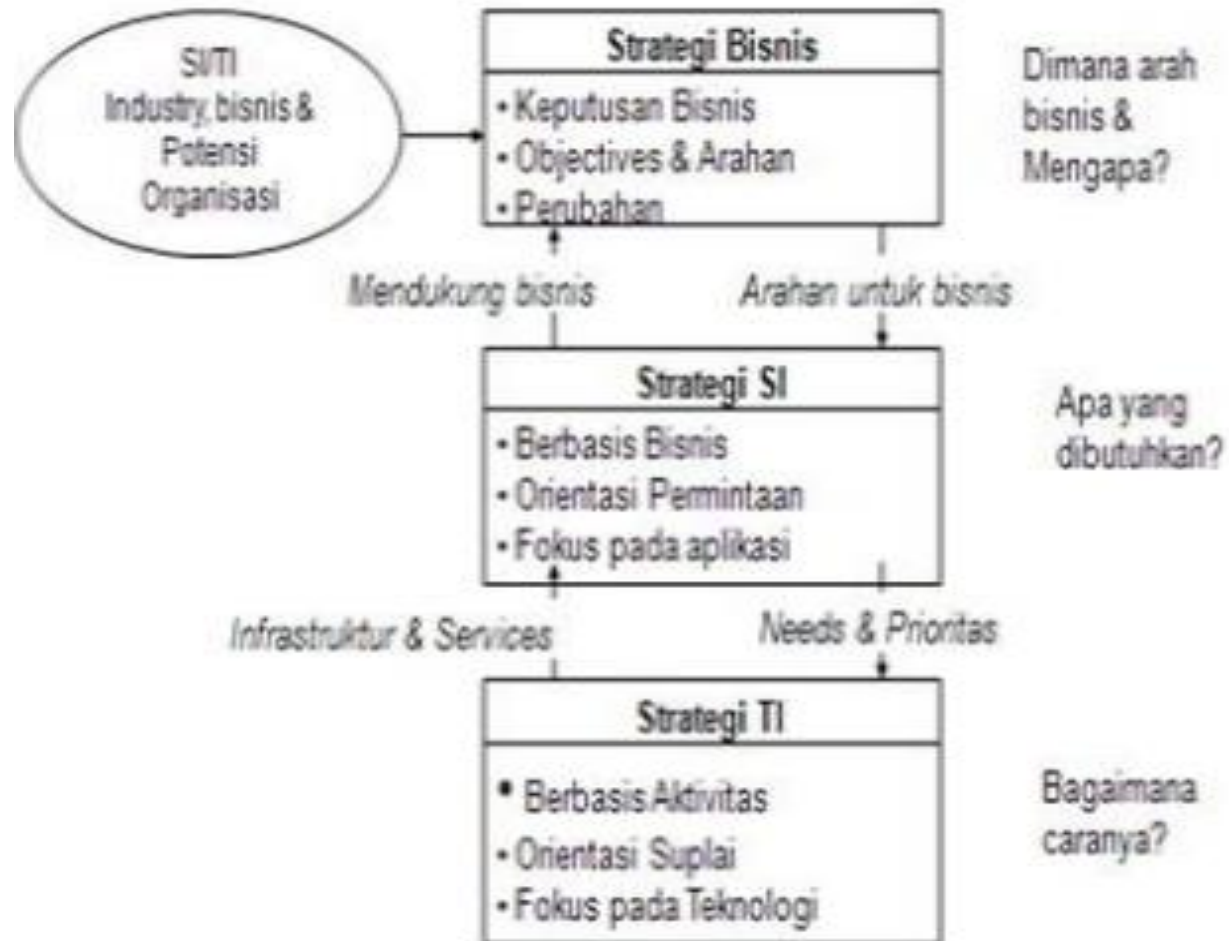 SI/TI
Industry, bisnis &
Potensi
Organisasi
Strategi Bisnis
• Keputusan Bisnis
• Objectives & Arahan
• Perubahan
Dimana arah
bisnis &
Mengapa?
Mendukung bisnis
Arahan untuk bisnis
Strategi SI
• Berbasis Bisnis
• Orientasi Permintaan
• Fokus pada aplikasi
Apa yang
dibutuhkan?
Infrastruktur & Services
Needs & Prioritas
Strategi TI
• Berbasis Aktivitas
• Orientasi Suplai
• Fokus pada Teknologi
Bagaimana
caranya?